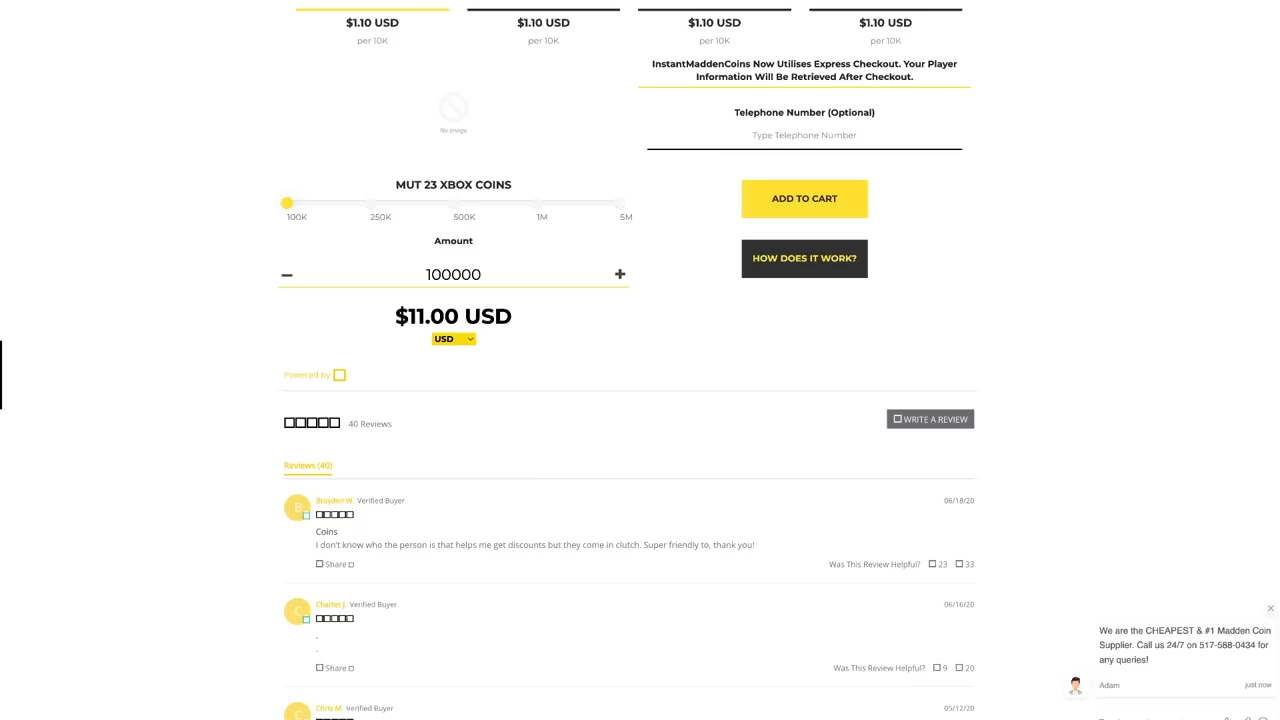 $1.10 USD
per 10K
$1.10 USD
per 10K
$1.10 USD
per 10K
$1.10 USD
per 10K
No image
MUT 23 XBOX COINS
100K
250K
500K
1M
5M
Amount
100000
$11.00 USD
USD
InstantMaddenCoins Now Utilises Express Checkout. Your Player
Information Will Be Retrieved After Checkout.
Telephone Number (Optional)
Type Telephone Number
ADD TO CART
HOW DOES IT WORK?
Powered by
40 Reviews
WRITE A REVIEW
Reviews (40)
B
Brayden W. Verified Buyer
06/18/20
Coins
I don't know who the person is that helps me get discounts but they come in clutch. Super friendly to, thank you!
Share
Was This Review Helpful? 23 33
C
Charles J. Verified Buyer
06/16/20
.
.
Share
Was This Review Helpful? 9 20
C
Chris M. Verified Buyer
05/12/20
We are the CHEAPEST & #1 Madden Coin
Supplier. Call us 24/7 on 517-588-0434 for
any queries!
Adam
just now